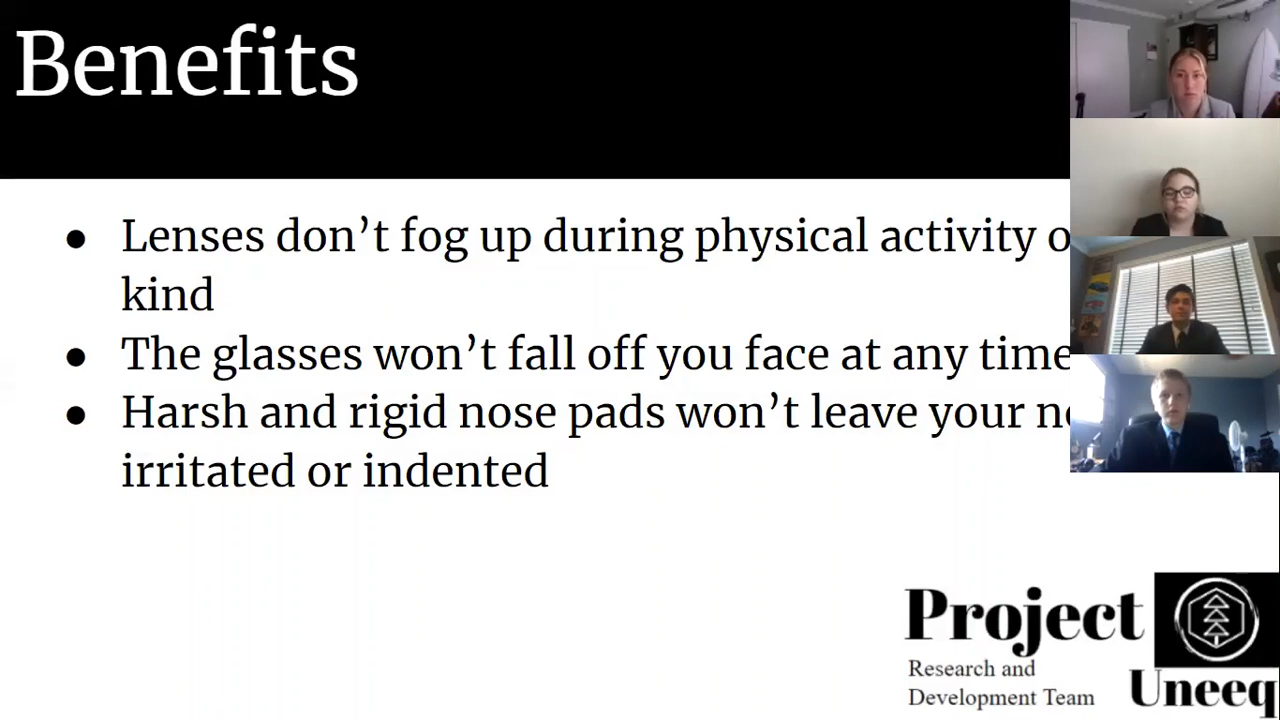 Benefits
● Lenses don’t fog up during physical activity
kind
● The glasses won’t fall off you face at any time
● Harsh and rigid nose pads won’t leave your
irritated or indented
Project
Research and
Development Team
Uneeq